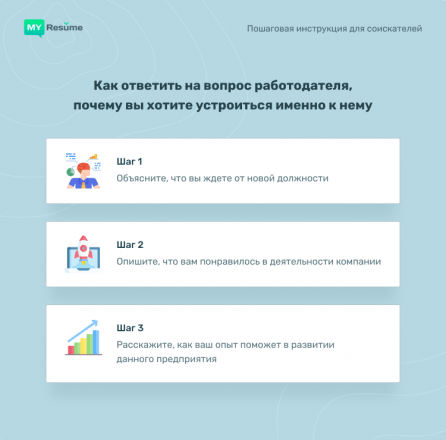 MY Resume
Пошаговая инструкция для соискателей
Как ответить на вопрос работодателя,
почему вы хотите устроиться именно к нему
Шаг 1
Объясните, что вы ждете от новой должности
Шаг 2
Опишите, что вам понравилось в деятельности компании
Шаг 3
Расскажите, как ваш опыт поможет в развитии
данного предприятия